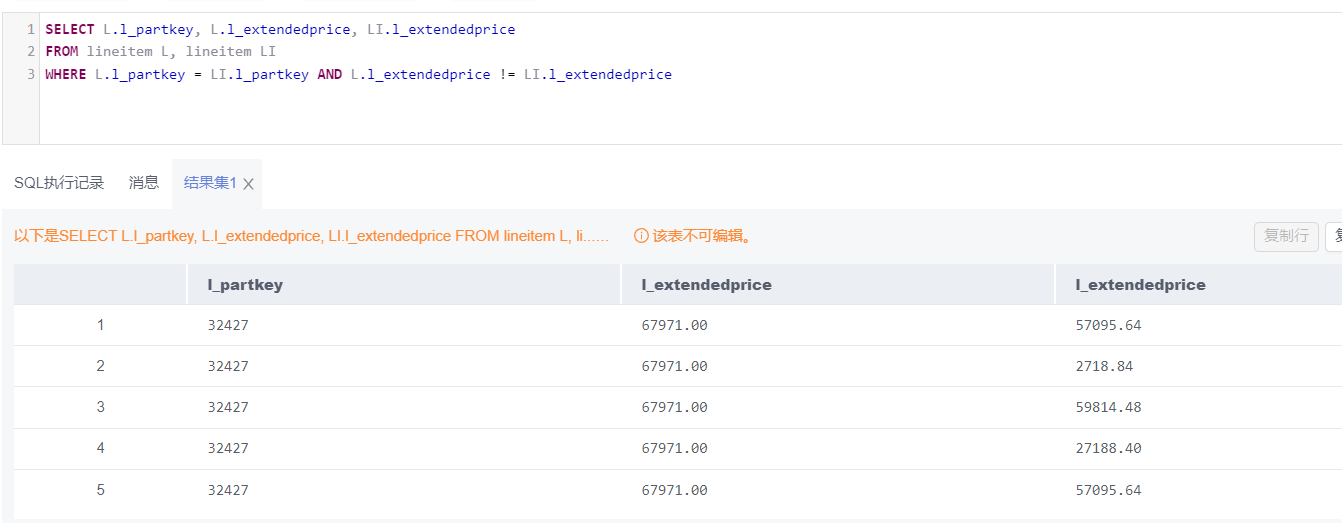 1 SELECT L.l_partkey, L.l_extendedprice, LI.l_extendedprice
2 FROM lineitem L, lineitem LI
3 WHERE L.l_partkey = LI.l_partkey AND L.l_extendedprice != LI.l_extendedprice
SQL执行记录 消息 结果集1
以下是SELECT L.l_partkey, L.l_extendedprice, LI.l_extendedprice FROM lineitem L, li...... 该表不可编辑。 复制行
l_partkey l_extendedprice l_extendedprice
1 32427 67971.00 57095.64
2 32427 67971.00 2718.84
3 32427 67971.00 59814.48
4 32427 67971.00 27188.40
5 32427 67971.00 57095.64